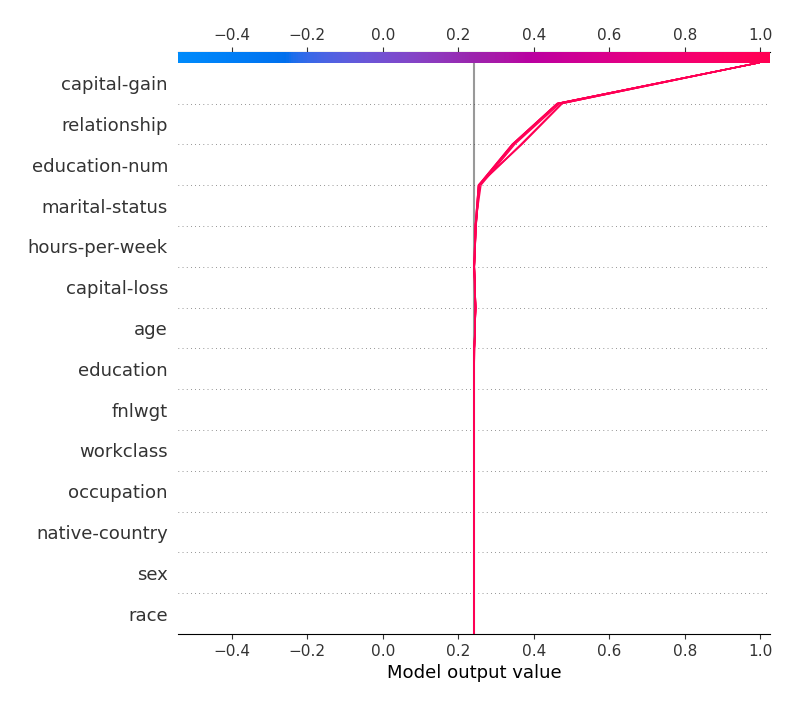 −0.4 −0.2 0.0 0.2 0.4 0.6 0.8 1.0
capital-gain
relationship
education-num
marital-status
hours-per-week
capital-loss
age
education
fnlwgt
workclass
occupation
native-country
sex
race
−0.4 −0.2 0.0 0.2 0.4 0.6 0.8 1.0
Model output value